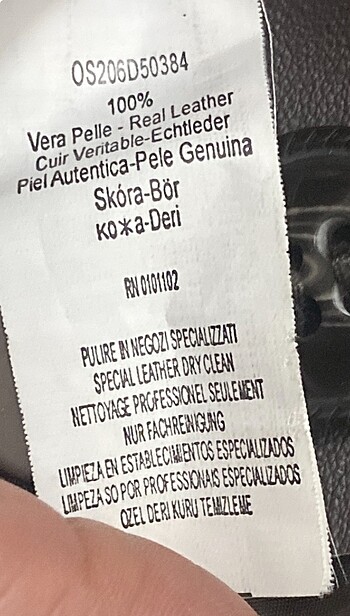 OS206D50384
100%
Vera Pelle - Real Leather
Cuir Veritable-Echtleder
Piel Autentica-Pele Genuina
Skóra-Bör
кожа-Deri
RN 0101102
PULIRE IN NEGOZI SPECIALIZZATI
SPECIAL LEATHER DRY CLEAN
NETTOYAGE PROFESSIONEL SEULEMENT
NUR FACHREINIGUNG
LIMPIEZA EN ESTABLECIMIENTOS ESPECIALIZADOS
LIMPEZA SO POR PROFESSIONAIS ESPECIALIZADOS
OZEL DERI KURU TEMIZLEME